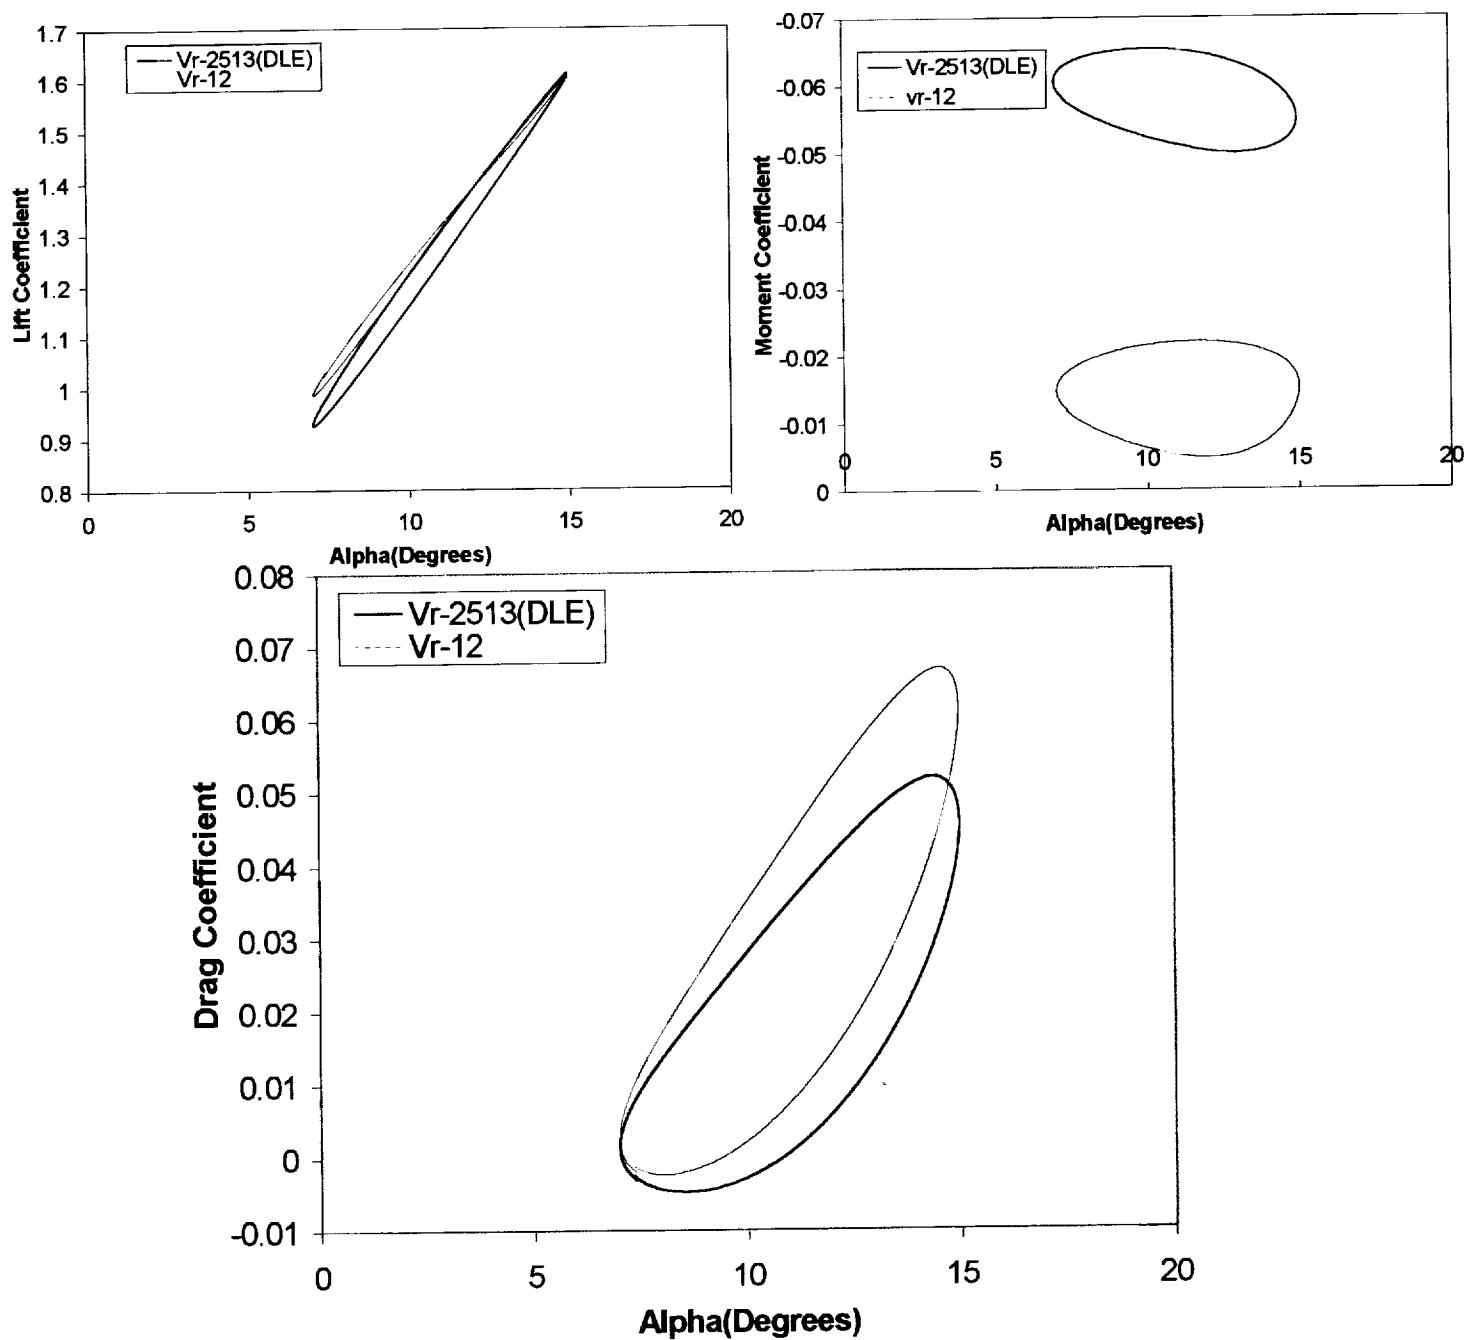 1.7
1.6
1.5
1.4
1.3
1.2
1.1
1
0.9
0.8
Lift Coefficient
Vr-2513(DLE)
Vr-12
0 5 10 15 20
Alpha(Degrees)
-0.07
-0.06
-0.05
-0.04
-0.03
-0.02
-0.01
0
Moment Coefficient
Vr-2513(DLE)
vr-12
0 5 10 15 20
Alpha(Degrees)
0.08
0.07
0.06
0.05
0.04
0.03
0.02
0.01
0
-0.01
Drag Coefficient
Vr-2513(DLE)
Vr-12
0 5 10 15 20
Alpha(Degrees)